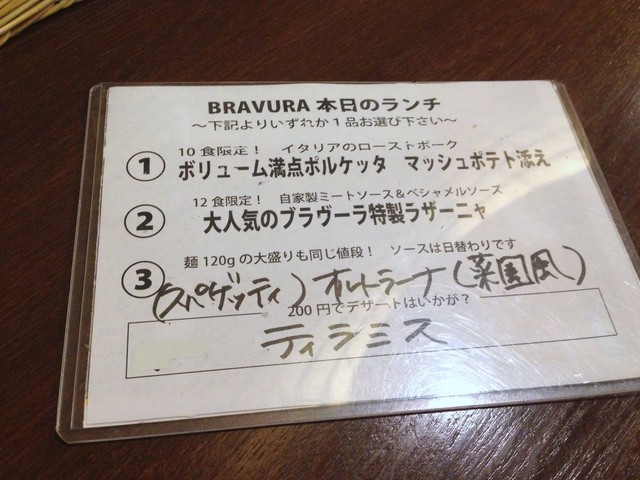 BRAVURA 本日のランチ
〜下記よりいずれか1品お選び下さい〜
10食限定! イタリアのローストポーク
① ボリューム満点ポルケッタ マッシュポテト添え
12食限定! 自家製ミートソース&ベシャメルソース
② 大人気のブラヴーラ特製ラザーニャ
麺120gの大盛りも同じ値段! ソースは日替わりです
③ (スパゲッティ) オルトラーナ (菜園風)
200円でデザートはいかが?
ティラミス